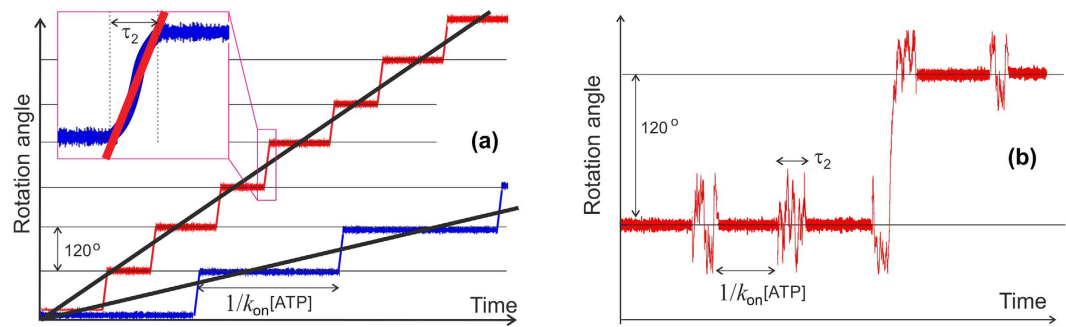 Rotation angle
τ2
(a)
120°
1/kon[ATP]
Time
Rotation angle
120°
τ2
(b)
1/kon[ATP]
Time